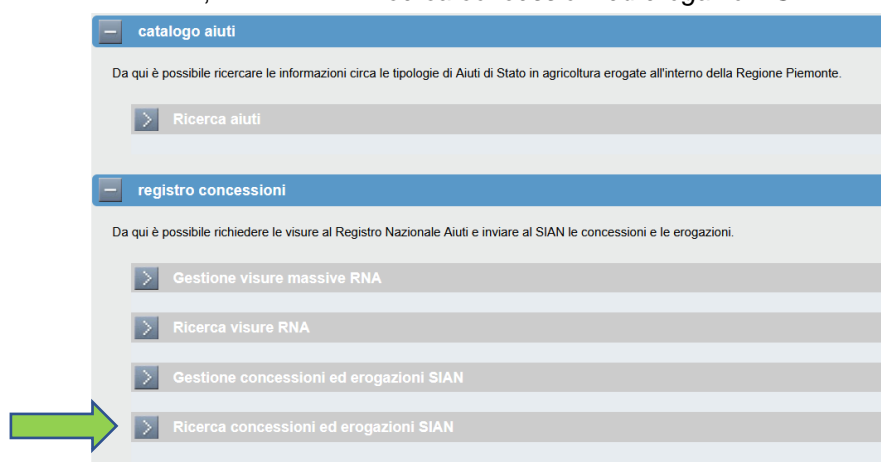 catalogo aiuti
Da qui è possibile ricercare le informazioni circa le tipologie di Aiuti di Stato in agricoltura erogate all'interno della Regione Piemonte.
Ricerca aiuti
registro concessioni
Da qui è possibile richiedere le visure al Registro Nazionale Aiuti e inviare al SIAN le concessioni e le erogazioni.
Gestione visure massive RNA
Ricerca visure RNA
Gestione concessioni ed erogazioni SIAN
Ricerca concessioni ed erogazioni SIAN